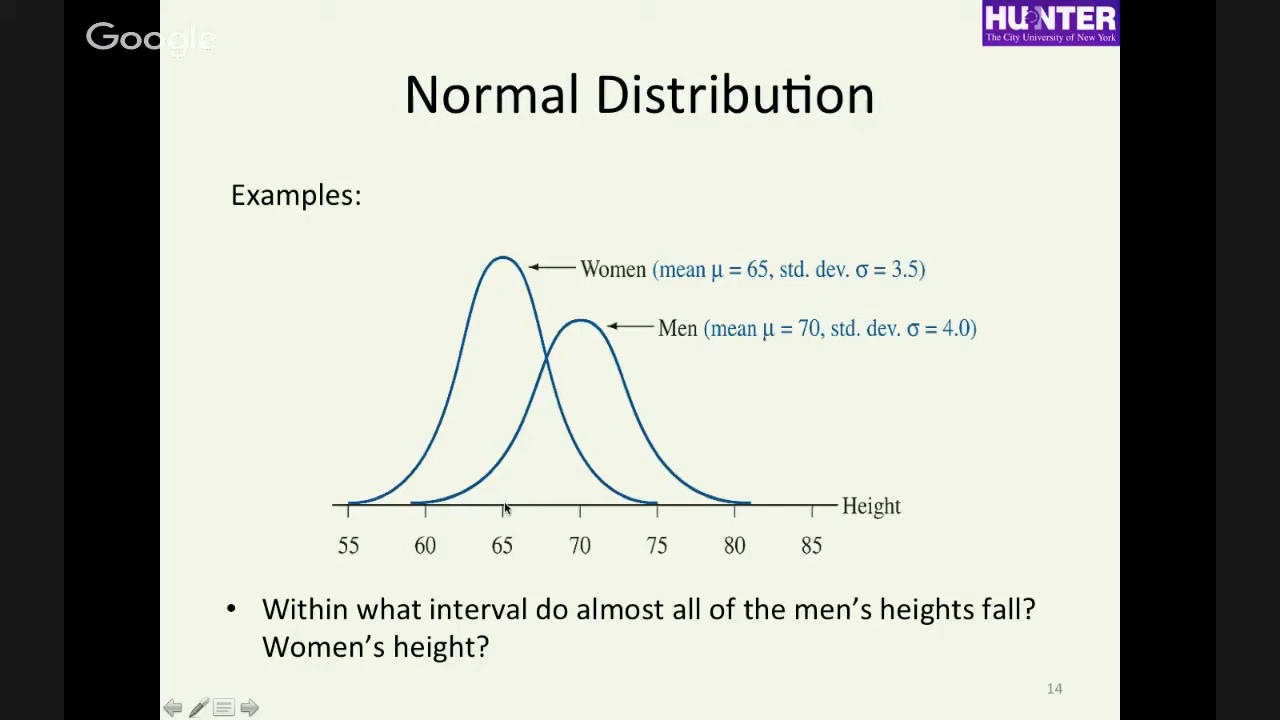 Google
HUNTER
The City University of New York
Normal Distribution
Examples:
Women (mean μ = 65, std. dev. σ = 3.5)
Men (mean μ = 70, std. dev. σ = 4.0)
Height
55 60 65 70 75 80 85
• Within what interval do almost all of the men’s heights fall?
Women’s height?
14